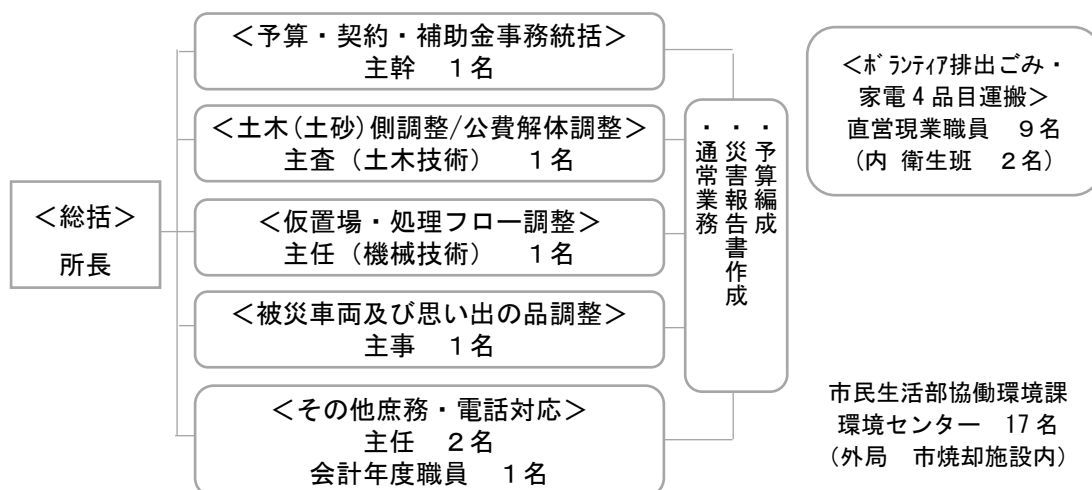 <総括>
所長
<予算・契約・補助金事務統括>
主幹 1名
<土木(土砂)側調整/公費解体調整>
主査(土木技術) 1名
<仮置場・処理フロー調整>
主任(機械技術) 1名
<被災車両及び思い出の品調整>
主事 1名
<その他庶務・電話対応>
主任 2名
会計年度職員 1名
・予算編成
・災害報告書作成
・通常業務
<ボランティア排出ごみ・
家電4品目運搬>
直営現業職員 9名
(内 衛生班 2名)
市民生活部協働環境課
環境センター 17名
(外局 市焼却施設内)